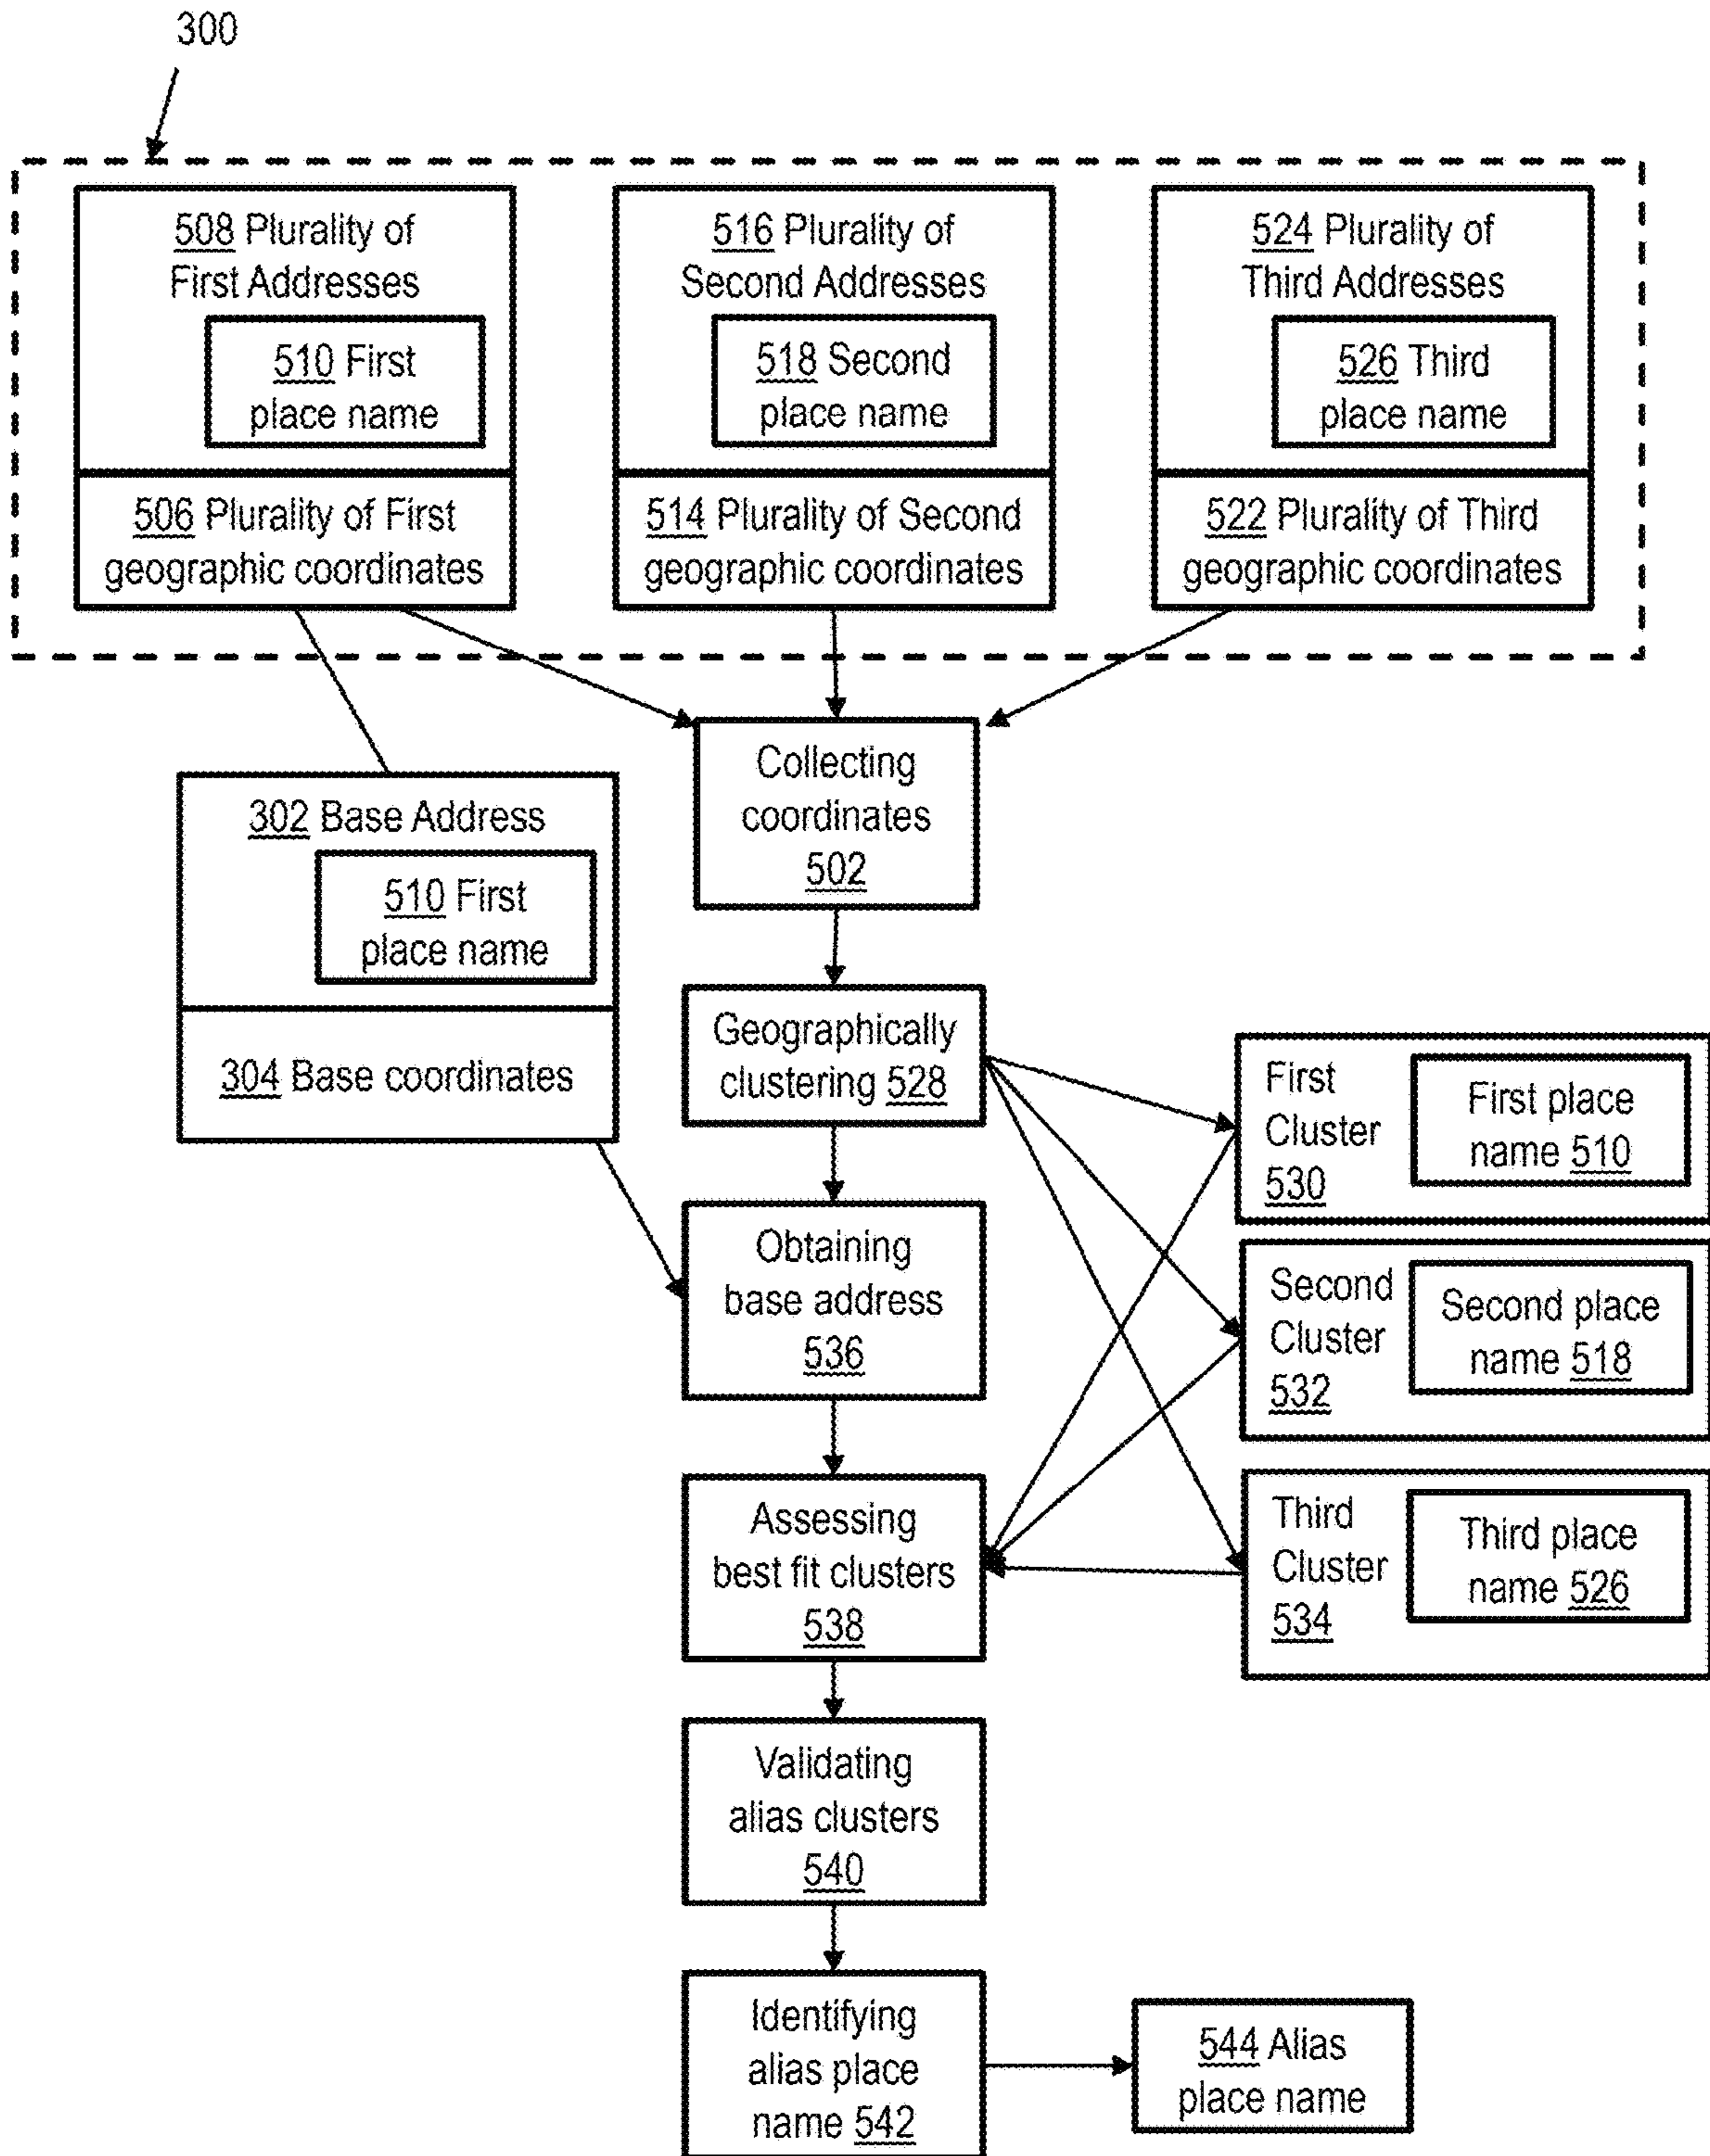 300
508 Plurality of
First Addresses
510 First
place name
506 Plurality of First
geographic coordinates
516 Plurality of
Second Addresses
518 Second
place name
514 Plurality of Second
geographic coordinates
524 Plurality of
Third Addresses
526 Third
place name
522 Plurality of Third
geographic coordinates
302 Base Address
510 First
place name
304 Base coordinates
Collecting
coordinates
502
Geographically
clustering 528
First
Cluster
530
First place
name 510
Second
Cluster
532
Second place
name 518
Third
Cluster
534
Third place
name 526
Obtaining
base address
536
Assessing
best fit clusters
538
Validating
alias clusters
540
Identifying
alias place
name 542
544 Alias
place name